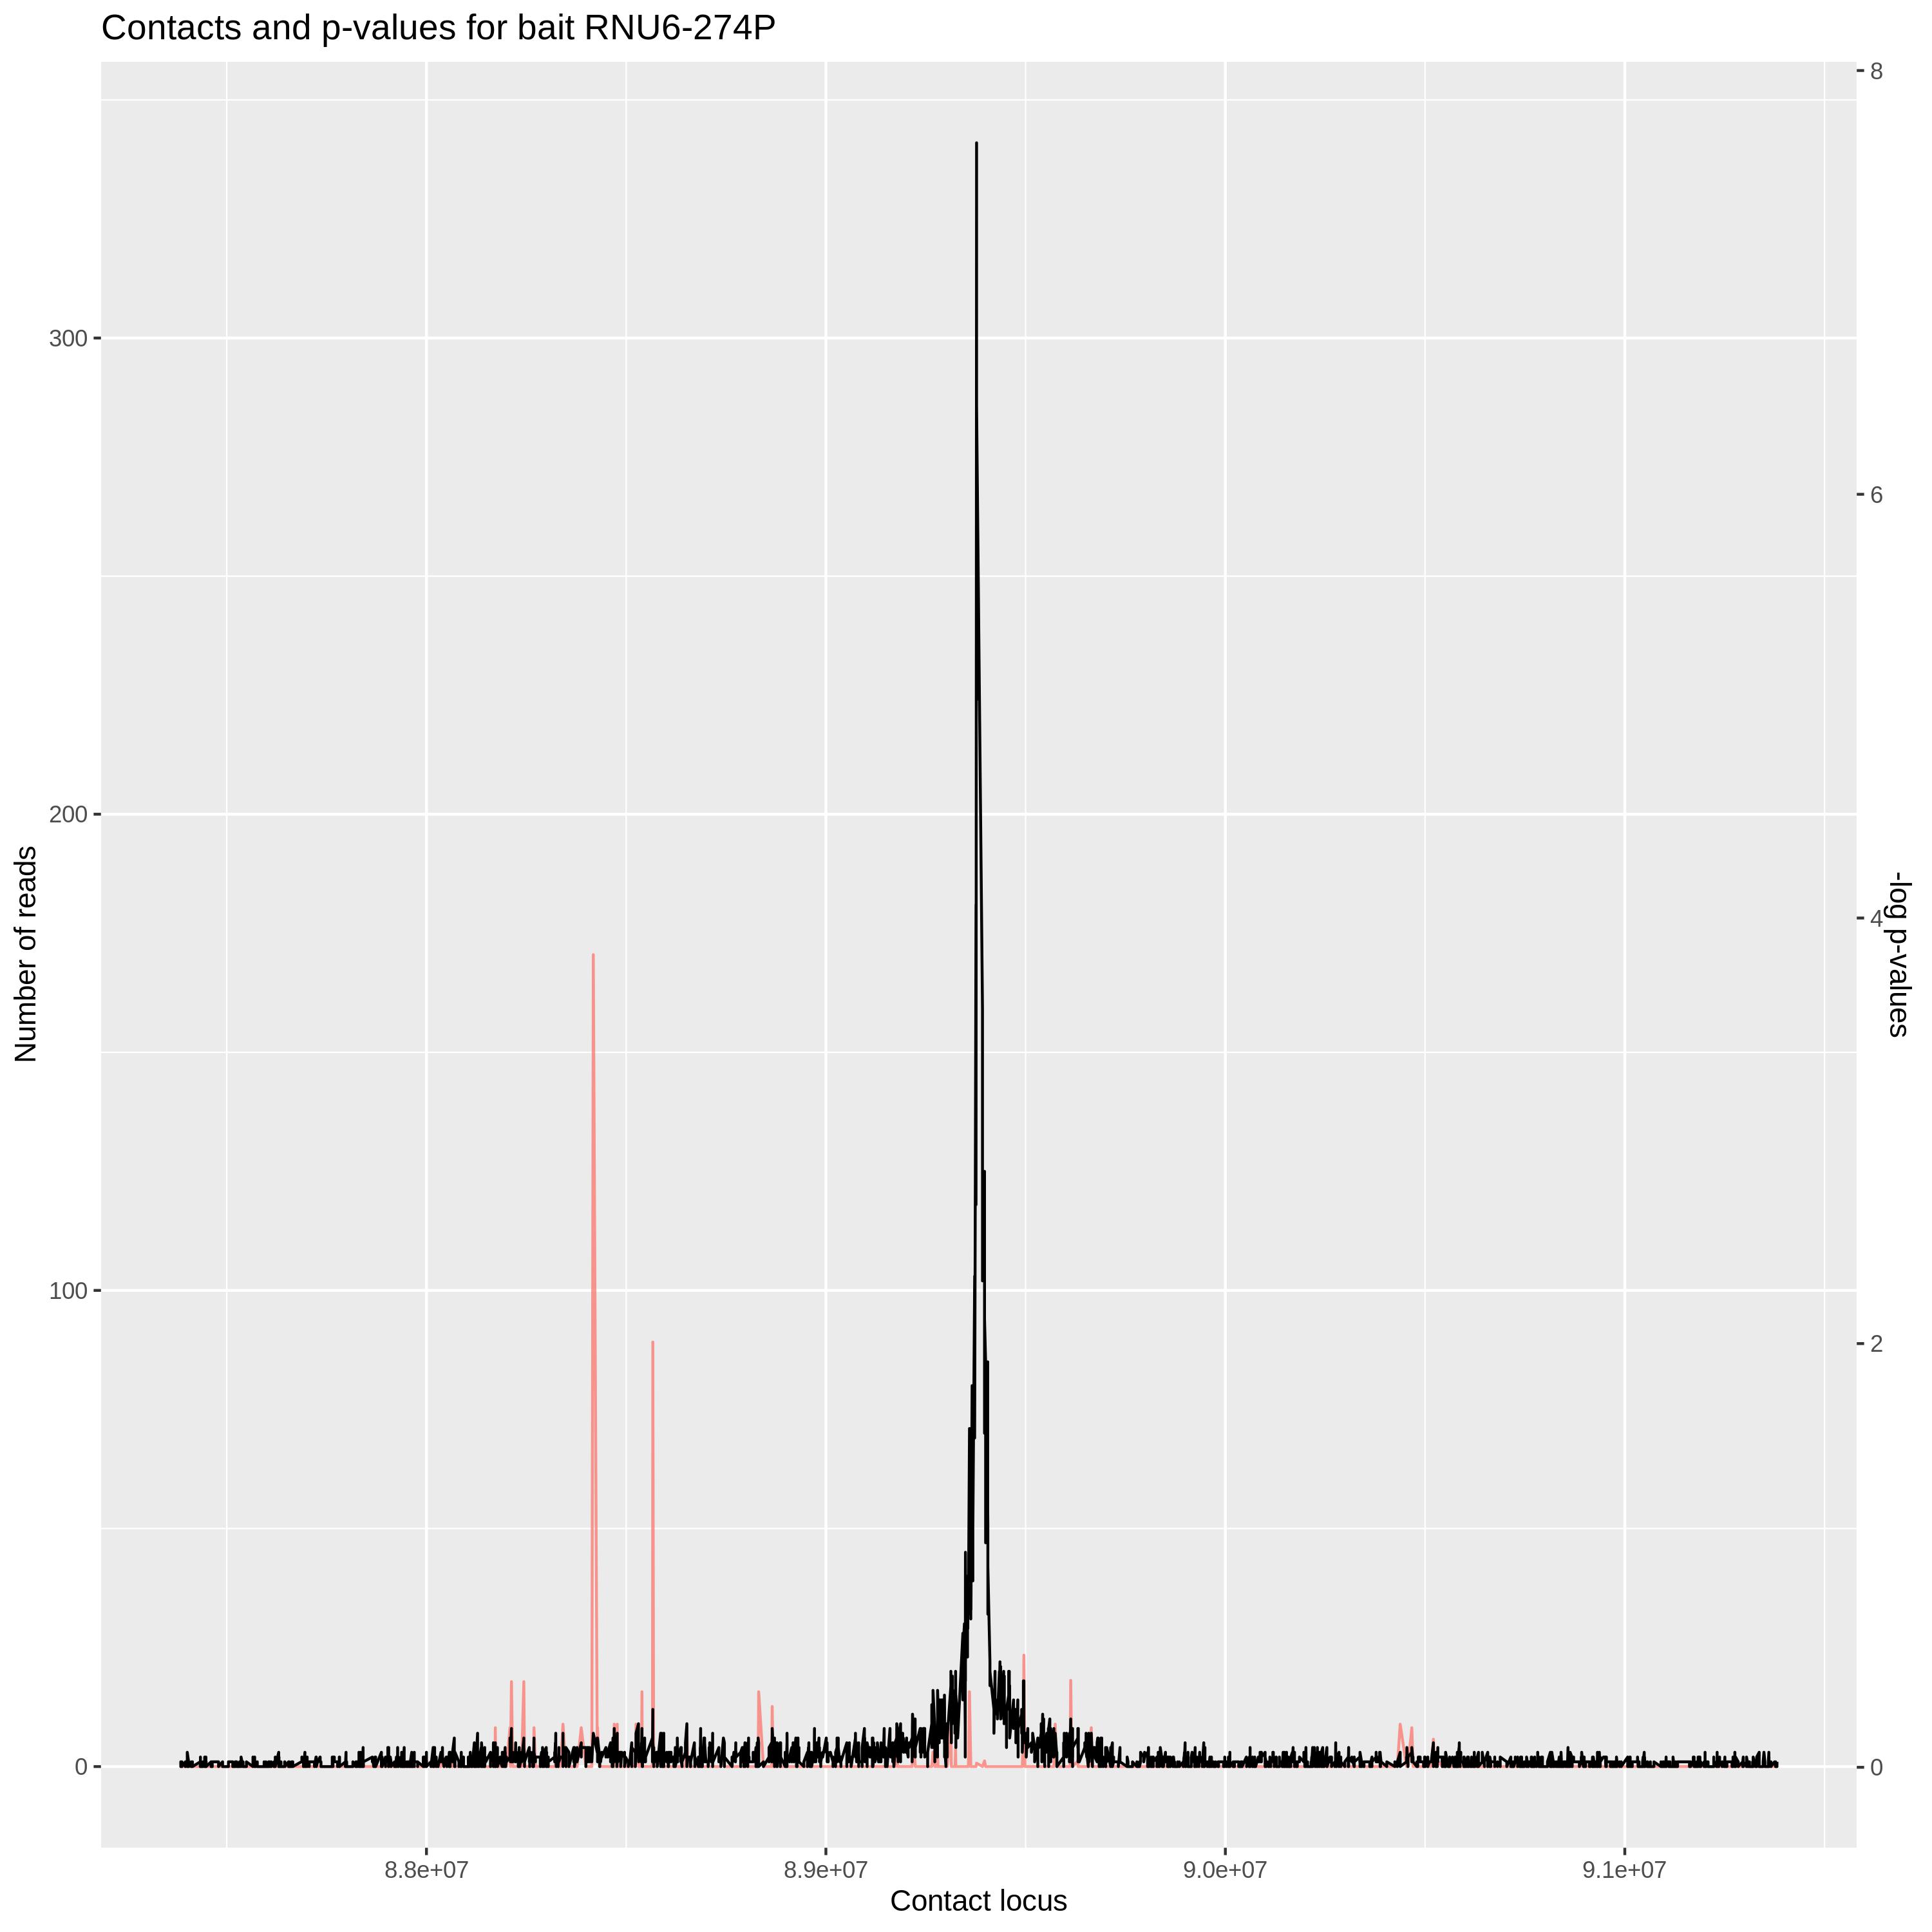 Contacts and p-values for bait RNU6-274P
8
300
6
200
4
100
2
0
0
Number of reads
-log p-values
8.8e+07 8.9e+07 9.0e+07 9.1e+07
Contact locus